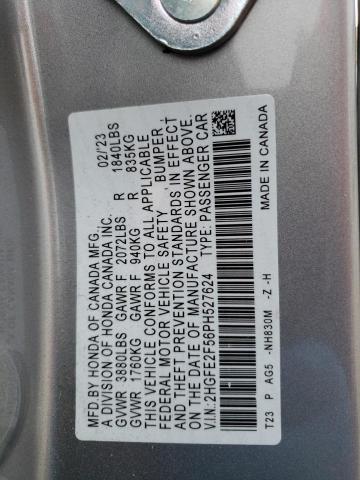 MFD BY HONDA OF CANADA MFG. 02/'23
A DIVISION OF HONDA CANADA INC.
GVWR 3880LBS GAWR F 2072LBS R 1840LBS
GVWR 1760KG GAWR F 940KG R 835KG
THIS VEHICLE CONFORMS TO ALL APPLICABLE
FEDERAL MOTOR VEHICLE SAFETY BUMPER,
AND THEFT PREVENTION STANDARDS IN EFFECT
ON THE DATE OF MANUFACTURE SHOWN ABOVE.
V.I.N.:2HGFE2F56PH527624 TYPE: PASSENGER CAR
T23 P AG5 -NH830M -Z -H MADE IN CANADA